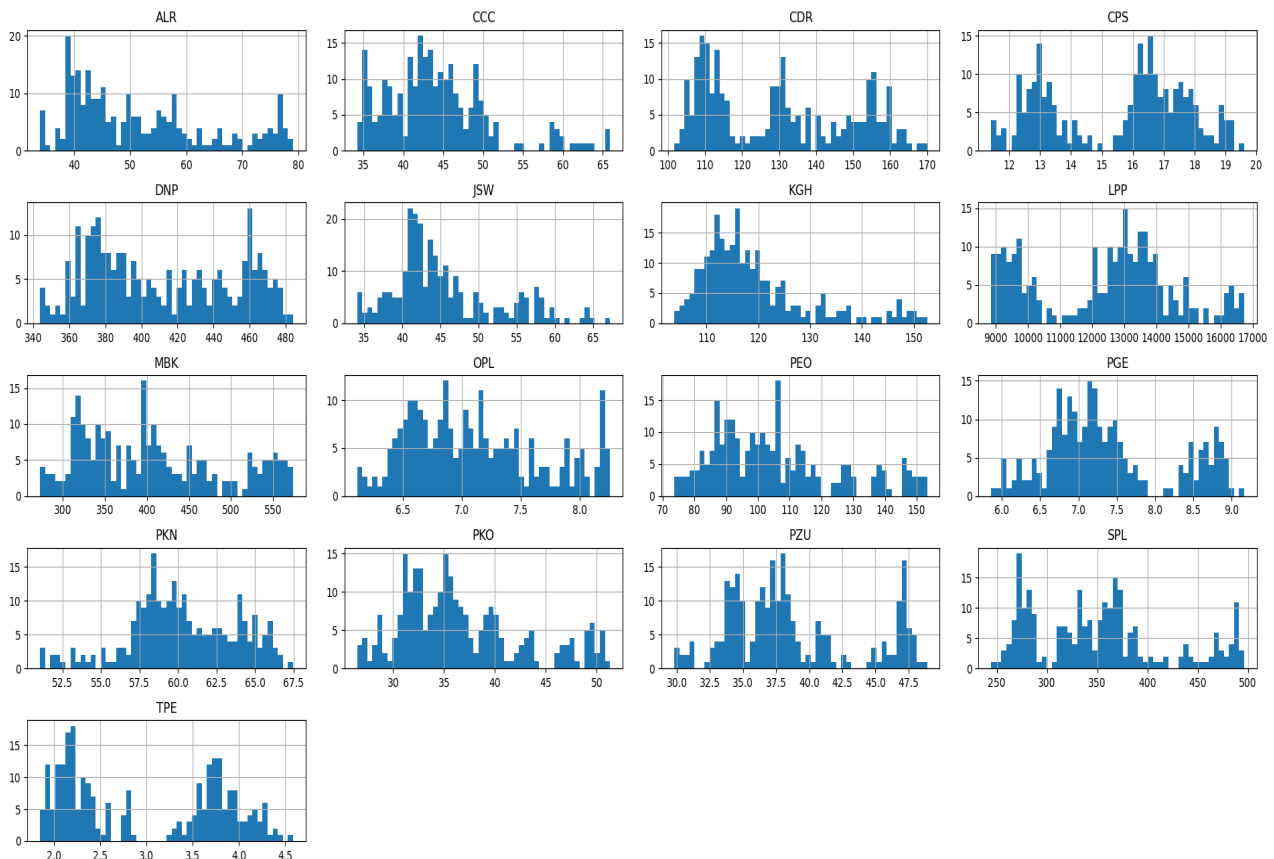 ALR CCC CDR CPS
20 10 0
40 50 60 70 80
15 10 5 0
35 40 45 50 55 60 65
15 10 5 0
100 110 120 130 140 150 160 170
15 10 5 0
12 13 14 15 16 17 18 19 20
DNP JSW KGH LPP
10 5 0
340 360 380 400 420 440 460 480
20 10 0
35 40 45 50 55 60 65
15 10 5 0
110 120 130 140 150
15 10 5 0
9000 10000 11000 12000 13000 14000 15000 16000 17000
MBK OPL PEO PGE
15 10 5 0
300 350 400 450 500 550
10 5 0
6.5 7.0 7.5 8.0
15 10 5 0
70 80 90 100 110 120 130 140 150
15 10 5 0
6.0 6.5 7.0 7.5 8.0 8.5 9.0
PKN PKO PZU SPL
15 10 5 0
52.5 55.0 57.5 60.0 62.5 65.0 67.5
15 10 5 0
30 35 40 45 50
15 10 5 0
30.0 32.5 35.0 37.5 40.0 42.5 45.0 47.5
15 10 5 0
250 300 350 400 450 500
TPE
15 10 5 0
2.0 2.5 3.0 3.5 4.0 4.5